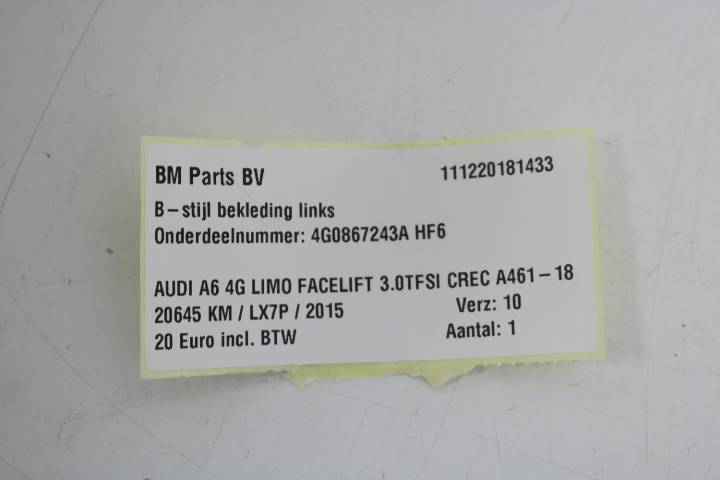 BM Parts BV 111220181433
B-stijl bekleding links
Onderdeelnummer: 4G0867243A HF6
AUDI A6 4G LIMO FACELIFT 3.0TFSI CREC A461-18
20645 KM / LX7P / 2015 Verz: 10
20 Euro incl. BTW Aantal: 1